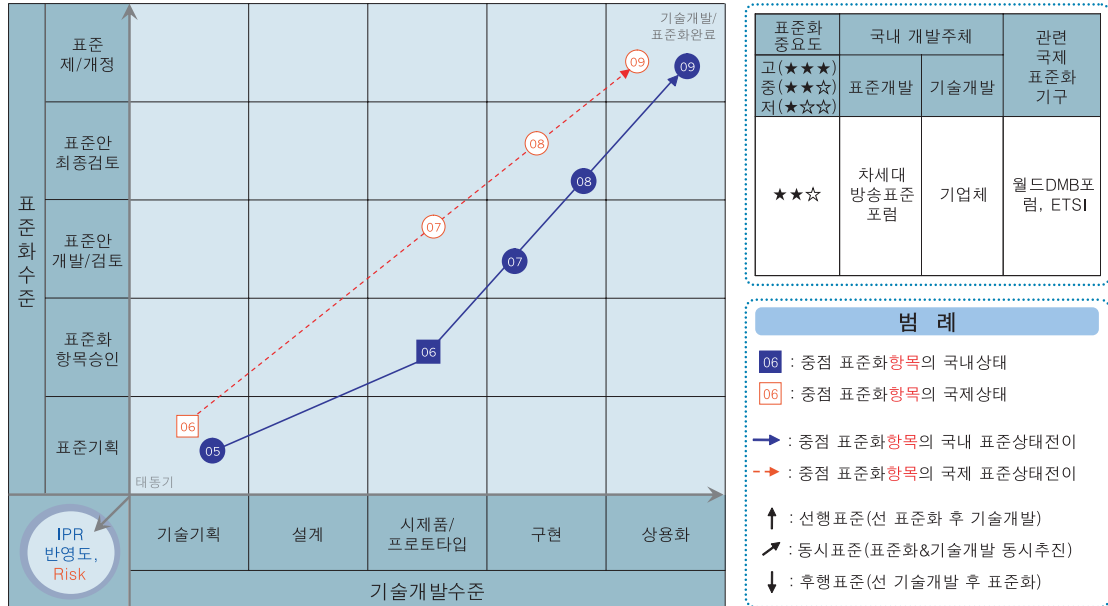 표준화수준
표준
제/개정
표준안
최종검토
표준안
개발/검토
표준화
항목승인
표준기획
기술개발/
표준화완료
09
09
08
08
07
07
06
06
05
태동기
IPR
반영도,
Risk
기술기획
설계
시제품/
프로토타입
구현
상용화
기술개발수준
표준화
중요도
고(★★★)
중(★★☆)
저(★☆☆)
국내 개발주체
표준개발
기술개발
관련
국제
표준화
기구
★★☆
차세대
방송표준
포럼
기업체
월드DMB포
럼, ETSI
범 례
06 : 중점 표준화항목의 국내상태
06 : 중점 표준화항목의 국제상태
: 중점 표준화항목의 국내 표준상태전이
: 중점 표준화항목의 국제 표준상태전이
: 선행표준(선 표준화 후 기술개발)
: 동시표준(표준화&기술개발 동시추진)
: 후행표준(선 기술개발 후 표준화)